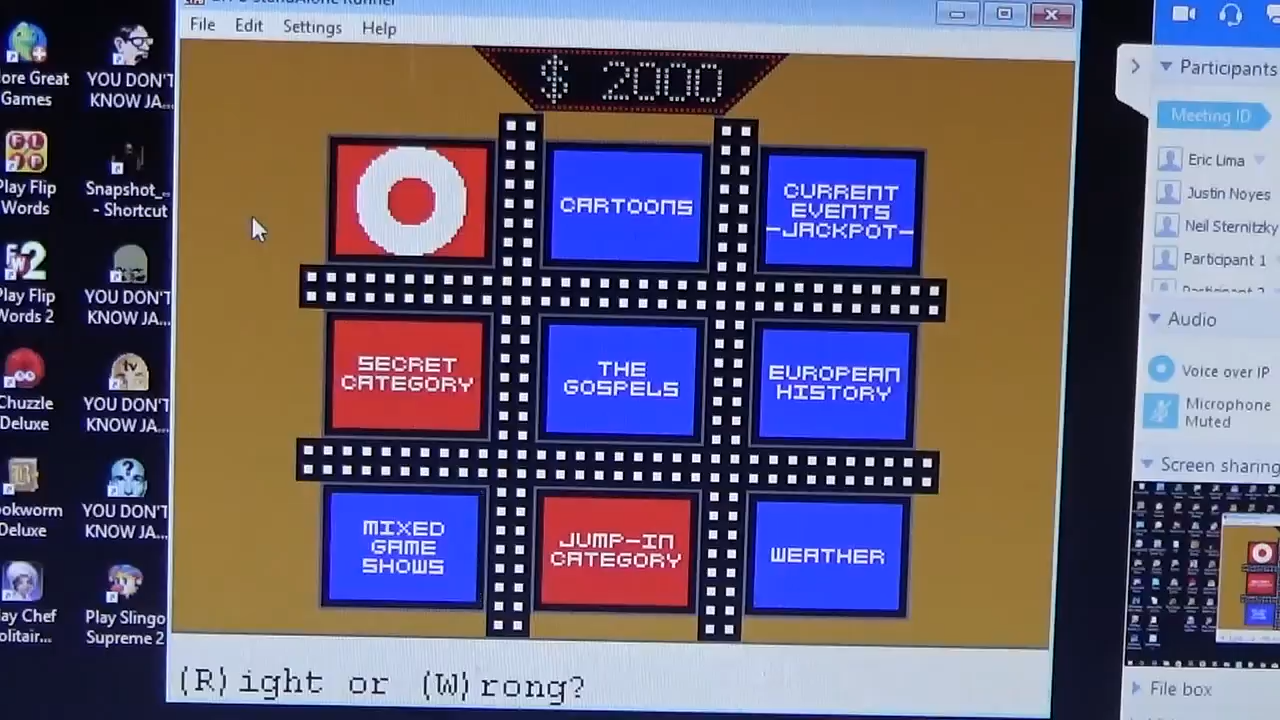 File Edit Settings Help
$ 2000
CARTOONS
CURRENT
EVENTS
-JACKPOT-
SECRET
CATEGORY
THE
GOSPELS
EUROPEAN
HISTORY
MIXED
GAME
SHOWS
JUMP-IN
CATEGORY
WEATHER
(R)ight or (W)rong?
Great
Games
YOU DON'T
KNOW JA...
Play Flip
Words
Snapshot_...
- Shortcut
Play Flip
Words 2
YOU DON'T
KNOW JA...
Chuzzle
Deluxe
YOU DON'T
KNOW JA...
Deluxe
YOU DON'T
KNOW JA...
Chef
Play Slingo
Supreme 2
Participants
Meeting ID
Eric Lima
Justin Noyes
Neil Sternitzky
Participant 1
Audio
Voice over IP
Microphone
Muted
Screen sharing
File box